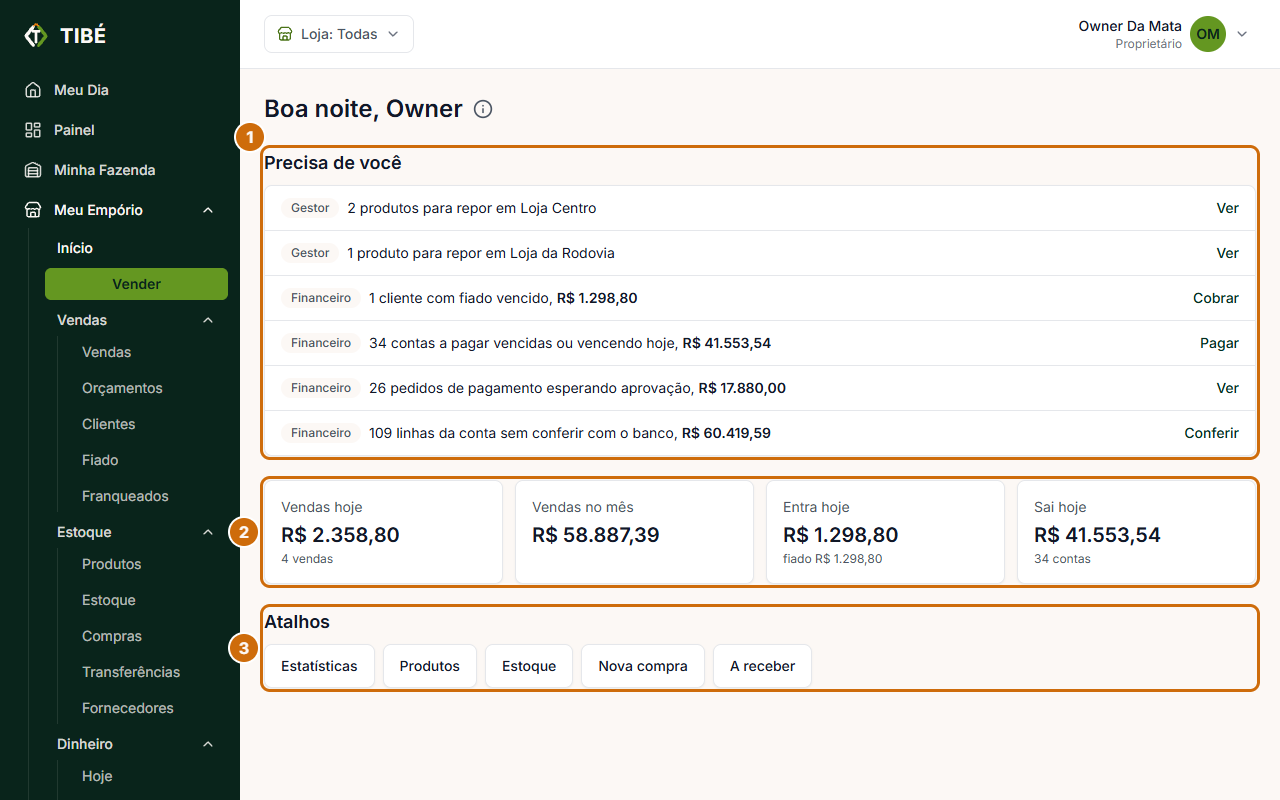 TIBÉ
Meu Dia
Painel
Minha Fazenda
Meu Empório
Início
Vender
Vendas
Vendas
Orçamentos
Clientes
Fiado
Franqueados
Estoque
Produtos
Estoque
Compras
Transferências
Fornecedores
Dinheiro
Hoje
Loja: Todas
Owner Da Mata
Proprietário
OM
Boa noite, Owner
1
Precisa de você
Gestor 2 produtos para repor em Loja Centro Ver
Gestor 1 produto para repor em Loja da Rodovia Ver
Financeiro 1 cliente com fiado vencido, R$ 1.298,80 Cobrar
Financeiro 34 contas a pagar vencidas ou vencendo hoje, R$ 41.553,54 Pagar
Financeiro 26 pedidos de pagamento esperando aprovação, R$ 17.880,00 Ver
Financeiro 109 linhas da conta sem conferir com o banco, R$ 60.419,59 Conferir
2
Vendas hoje
R$ 2.358,80
4 vendas
Vendas no mês
R$ 58.887,39
Entra hoje
R$ 1.298,80
fiado R$ 1.298,80
Sai hoje
R$ 41.553,54
34 contas
3
Atalhos
Estatísticas
Produtos
Estoque
Nova compra
A receber